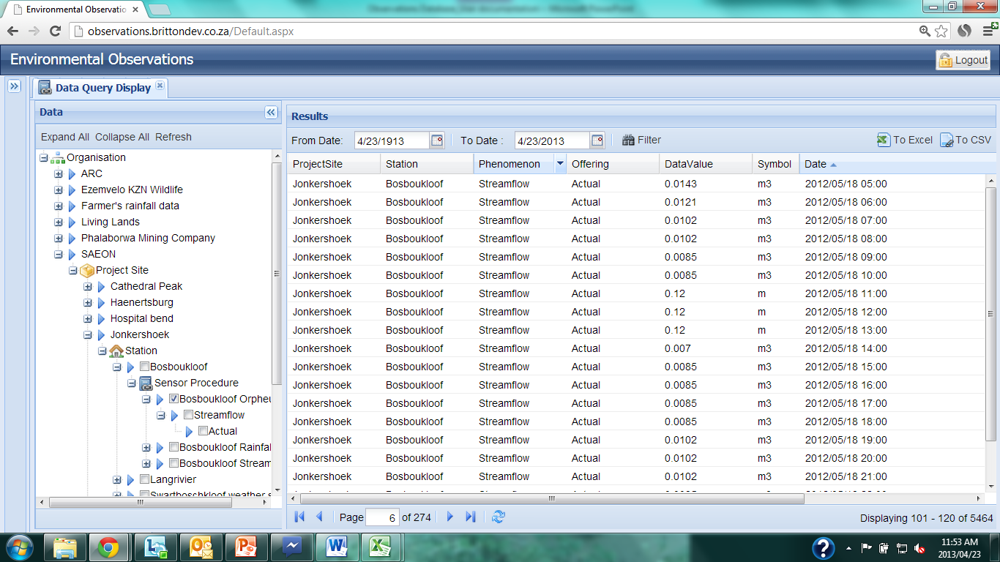 Environmental Observatio
observations.brittondev.co.za/Default.aspx
Environmental Observations
Logout
Data Query Display
Data
Expand All Collapse All Refresh
Organisation
ARC
Ezemvelo KZN Wildlife
Farmer's rainfall data
Living Lands
Phalaborwa Mining Company
SAEON
Project Site
Cathedral Peak
Haenertsburg
Hospital bend
Jonkershoek
Station
Bosboukloof
Sensor Procedure
Bosboukloof Orpheu
Streamflow
Actual
Bosboukloof Rainfal
Bosboukloof Stream
Langrivier
Swartboschkloof weather s
Results
From Date: 4/23/1913 To Date : 4/23/2013 Filter To Excel To CSV
ProjectSite Station Phenomenon Offering DataValue Symbol Date
Jonkershoek Bosboukloof Streamflow Actual 0.0143 m3 2012/05/18 05:00
Jonkershoek Bosboukloof Streamflow Actual 0.0121 m3 2012/05/18 06:00
Jonkershoek Bosboukloof Streamflow Actual 0.0102 m3 2012/05/18 07:00
Jonkershoek Bosboukloof Streamflow Actual 0.0102 m3 2012/05/18 08:00
Jonkershoek Bosboukloof Streamflow Actual 0.0085 m3 2012/05/18 09:00
Jonkershoek Bosboukloof Streamflow Actual 0.0085 m3 2012/05/18 10:00
Jonkershoek Bosboukloof Streamflow Actual 0.12 m 2012/05/18 11:00
Jonkershoek Bosboukloof Streamflow Actual 0.12 m 2012/05/18 12:00
Jonkershoek Bosboukloof Streamflow Actual 0.12 m 2012/05/18 13:00
Jonkershoek Bosboukloof Streamflow Actual 0.007 m3 2012/05/18 14:00
Jonkershoek Bosboukloof Streamflow Actual 0.0085 m3 2012/05/18 15:00
Jonkershoek Bosboukloof Streamflow Actual 0.0085 m3 2012/05/18 16:00
Jonkershoek Bosboukloof Streamflow Actual 0.0085 m3 2012/05/18 17:00
Jonkershoek Bosboukloof Streamflow Actual 0.0085 m3 2012/05/18 18:00
Jonkershoek Bosboukloof Streamflow Actual 0.0102 m3 2012/05/18 19:00
Jonkershoek Bosboukloof Streamflow Actual 0.0102 m3 2012/05/18 20:00
Jonkershoek Bosboukloof Streamflow Actual 0.0102 m3 2012/05/18 21:00
Page 6 of 274 Displaying 101 - 120 of 5464
11:53 AM
2013/04/23